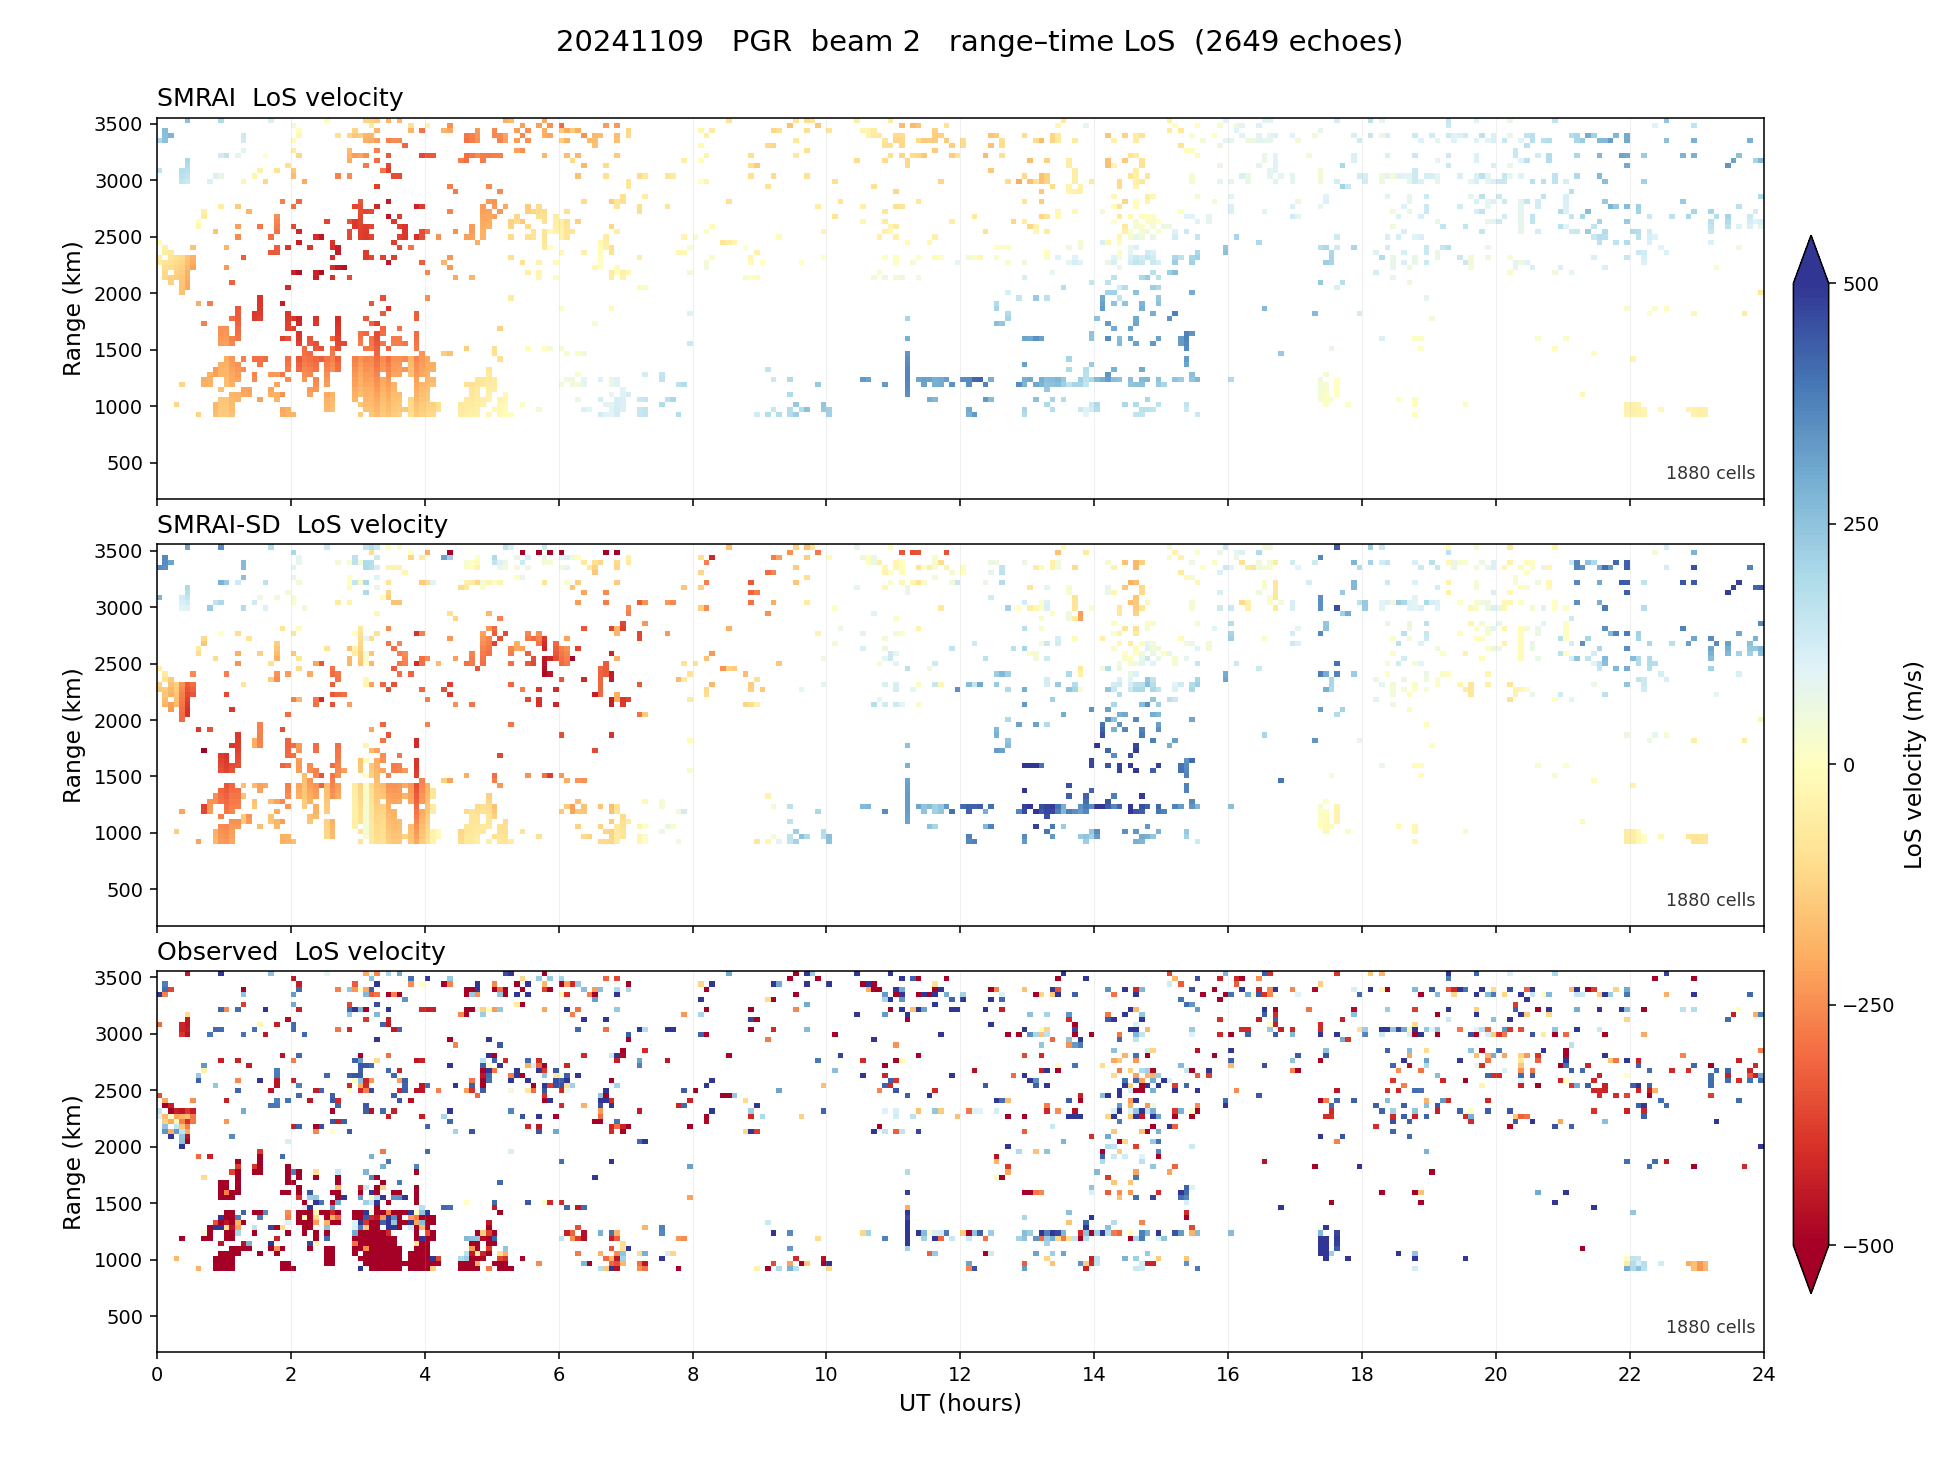 20241109   PGR  beam 2   range–time LoS  (2649 echoes)
SMRAI  LoS velocity
3500
3000
2500
2000
1500
1000
500
Range (km)
1880 cells
SMRAI-SD  LoS velocity
3500
3000
2500
2000
1500
1000
500
Range (km)
1880 cells
Observed  LoS velocity
3500
3000
2500
2000
1500
1000
500
Range (km)
1880 cells
0 2 4 6 8 10 12 14 16 18 20 22 24
UT (hours)
500
250
0
−250
−500
LoS velocity (m/s)